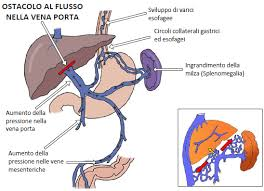 OSTACOLO AL FLUSSO
NELLA VENA PORTA
Sviluppo di varici
esofagee
Circoli collaterali gastrici
ed esofagei
Ingrandimento della
milza (Splenomegalia)
Aumento della
pressione nella
vena porta
Aumento della
pressione nelle vene
mesenteriche